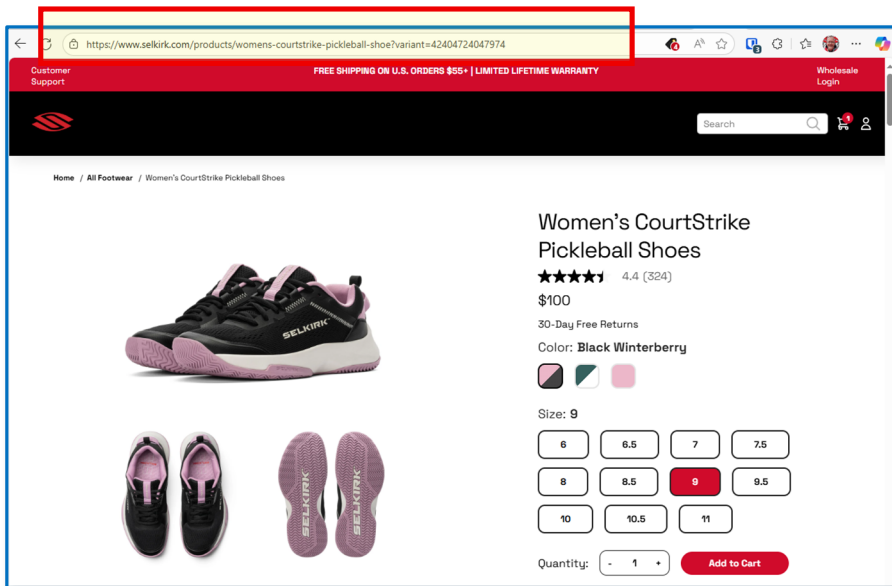 https://www.selkirk.com/products/womens-courtstrike-pickleball-shoe?variant=42404724047974
6
3
Customer
Support
FREE SHIPPING ON U.S. ORDERS $55+ | LIMITED LIFETIME WARRANTY
Wholesale
Login
Search
1
Home / All Footwear / Women's CourtStrike Pickleball Shoes
Women's CourtStrike
Pickleball Shoes
4.4 (324)
$100
30-Day Free Returns
Color: Black Winterberry
SELKIRK
Size: 9
6 6.5 7 7.5
8 8.5 9 9.5
10 10.5 11
SELKIRK SELKIRK
Quantity: - 1 + Add to Cart